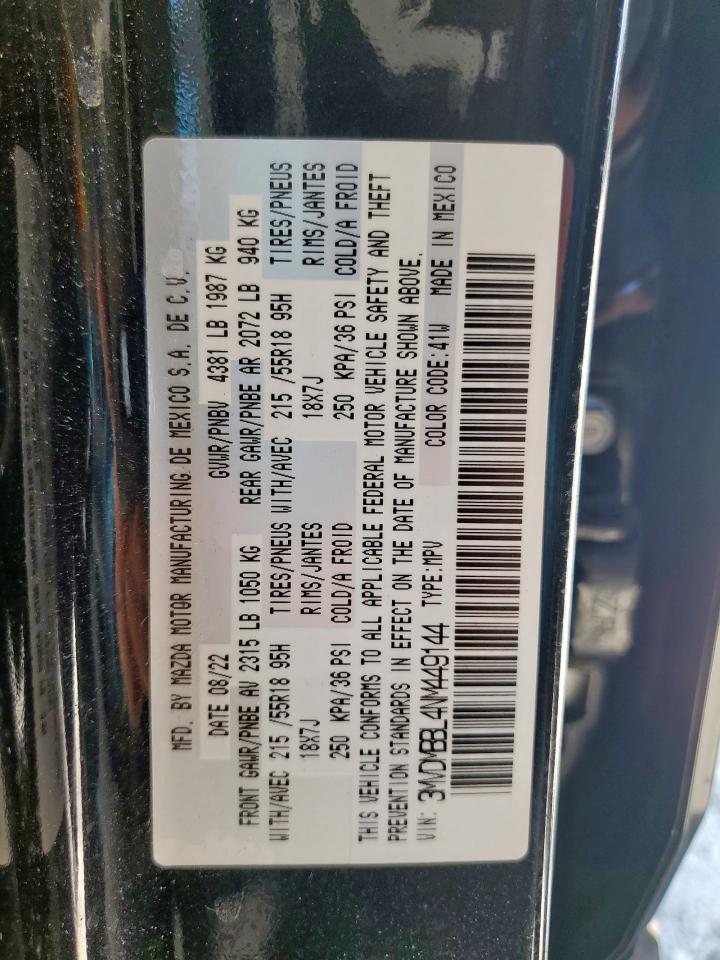 MFD. BY MAZDA MOTOR MANUFACTURING DE MEXICO S.A. DE C.V.
DATE 08/22 GVWR/PNBV 4381 LB 1987 KG
FRONT GAWR/PNBE AV 2315 LB 1050 KG REAR GAWR/PNBE AR 2072 LB 940 KG
WITH/AVEC 215 /55R18 95H TIRES/PNEUS WITH/AVEC 215 /55R18 95H TIRES/PNEUS
18X7J RIMS/JANTES 18X7J RIMS/JANTES
250 KPA/36 PSI COLD/A FROID 250 KPA/36 PSI COLD/A FROID
THIS VEHICLE CONFORMS TO ALL APPLICABLE FEDERAL MOTOR VEHICLE SAFETY AND THEFT
PREVENTION STANDARDS IN EFFECT ON THE DATE OF MANUFACTURE SHOWN ABOVE.
VIN: 3MVDMBBL4NM449144 TYPE:MPV COLOR CODE:41W MADE IN MEXICO